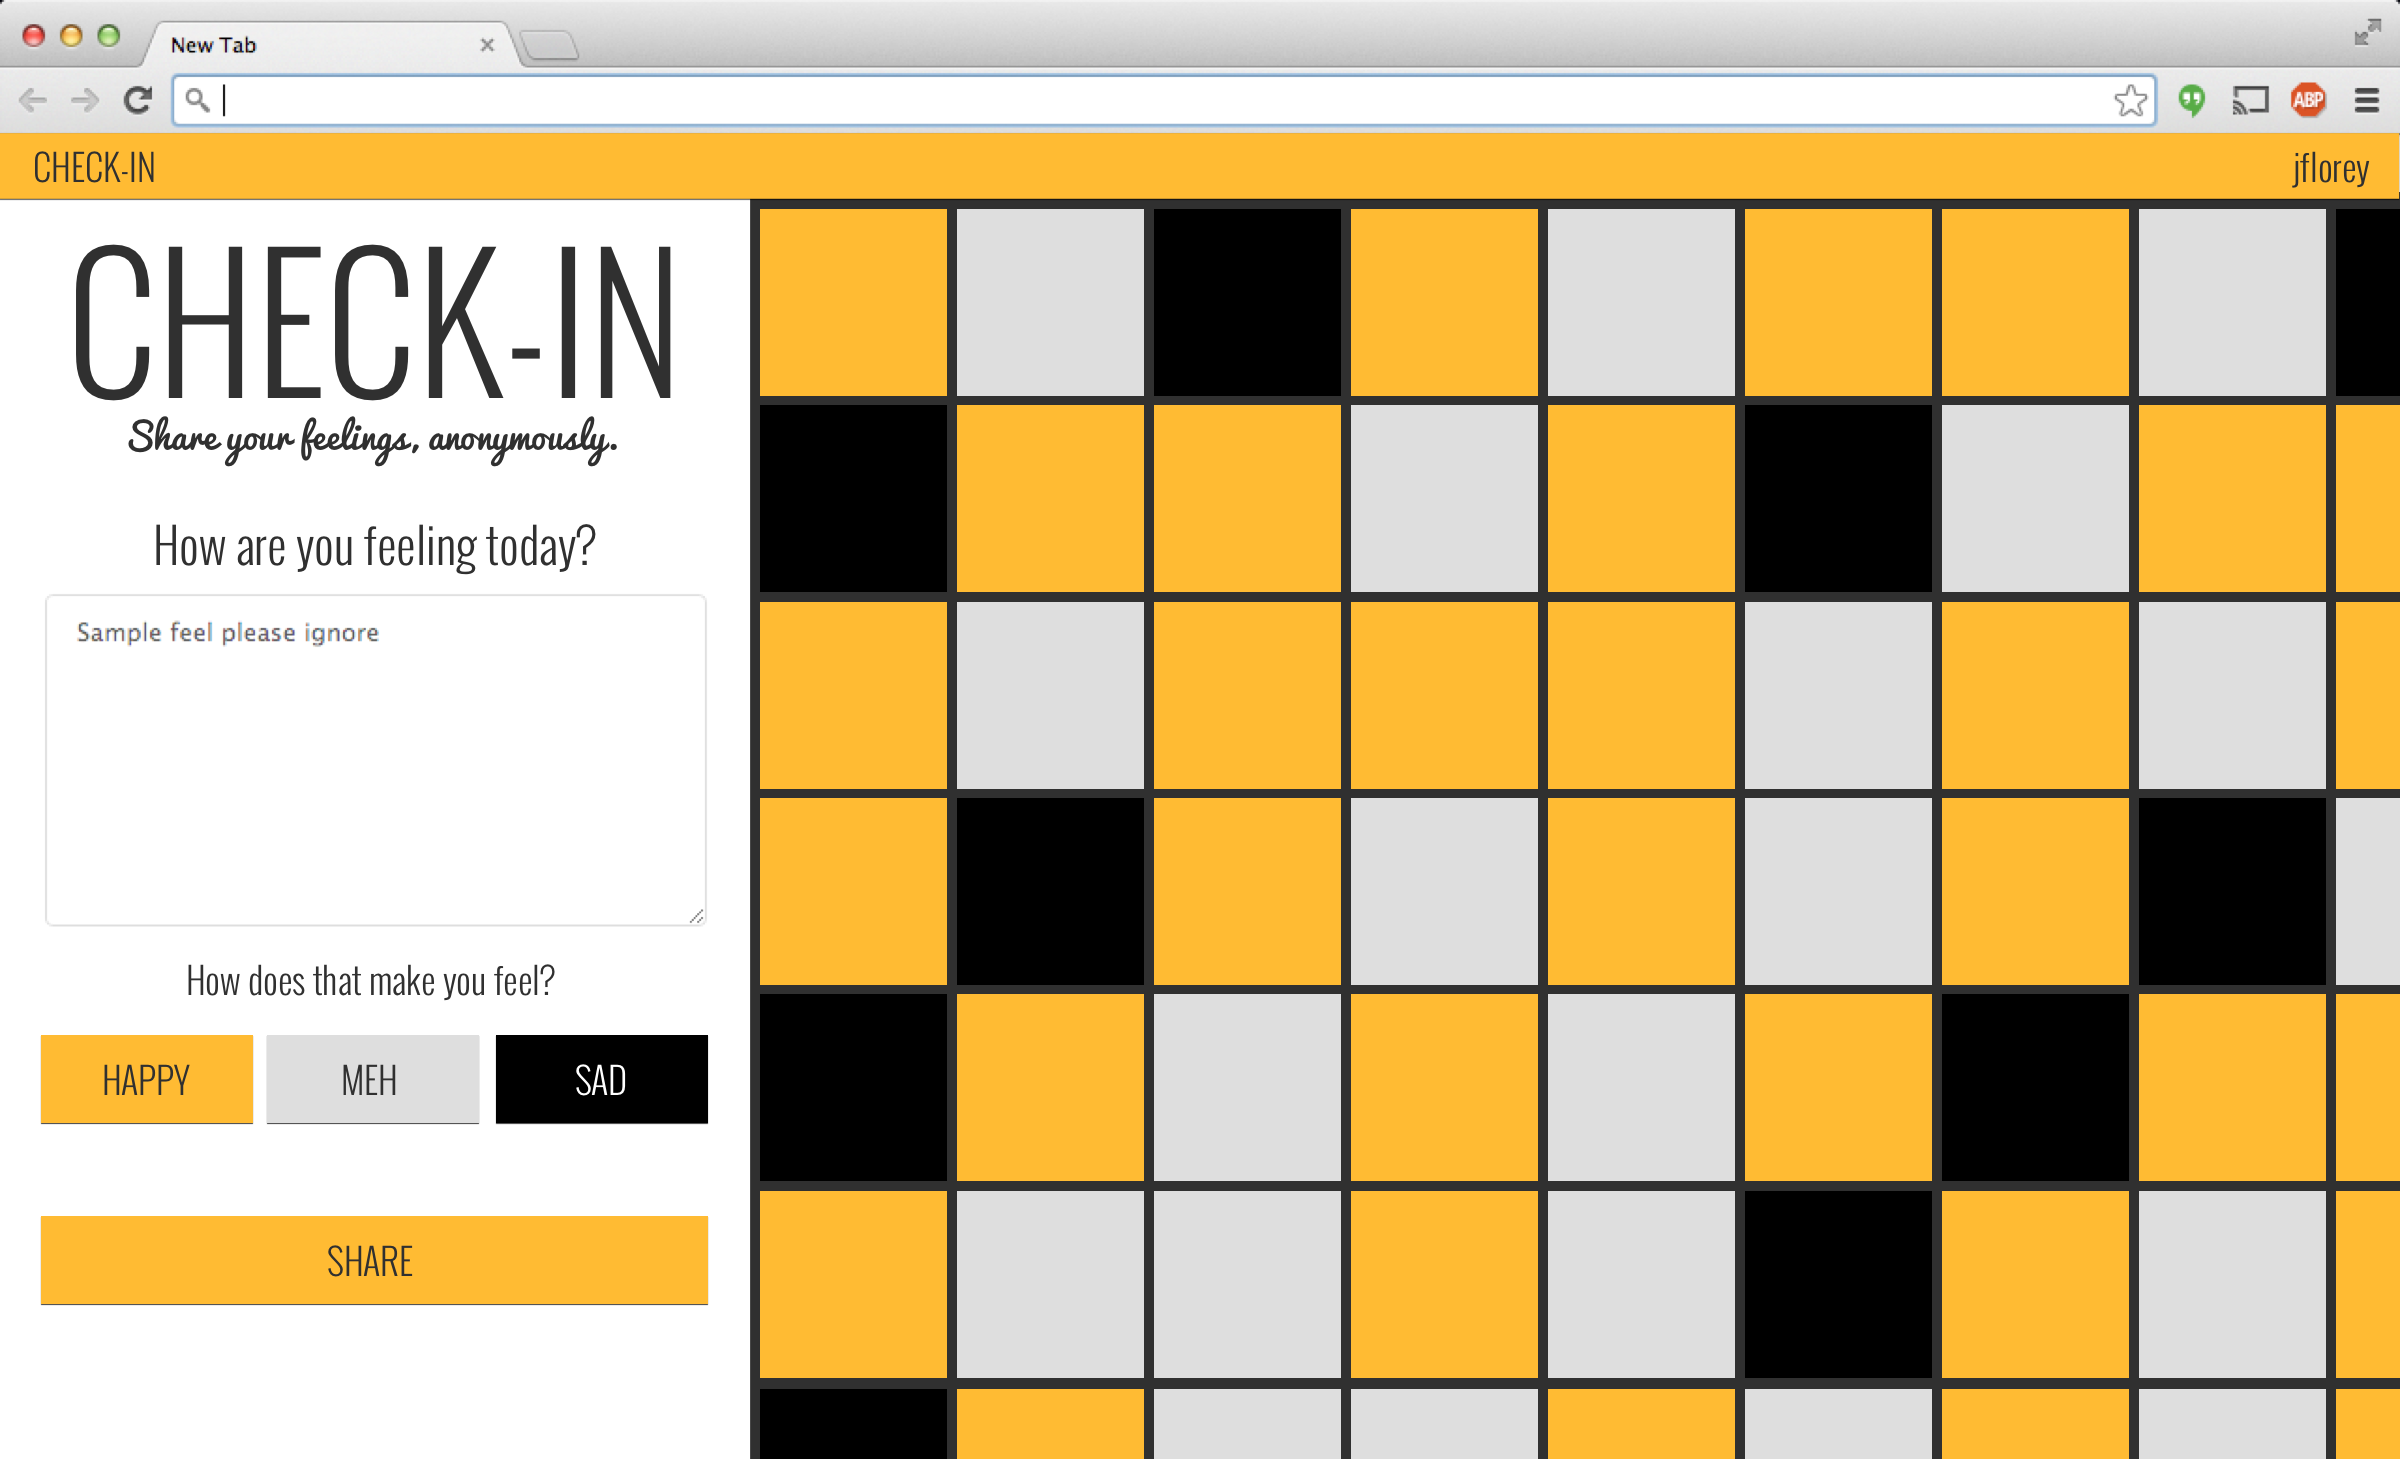 New Tab
ABP
CHECK-IN
jflorey
CHECK-IN
Share your feelings, anonymously.
How are you feeling today?
Sample feel please ignore
How does that make you feel?
HAPPY
MEH
SAD
SHARE